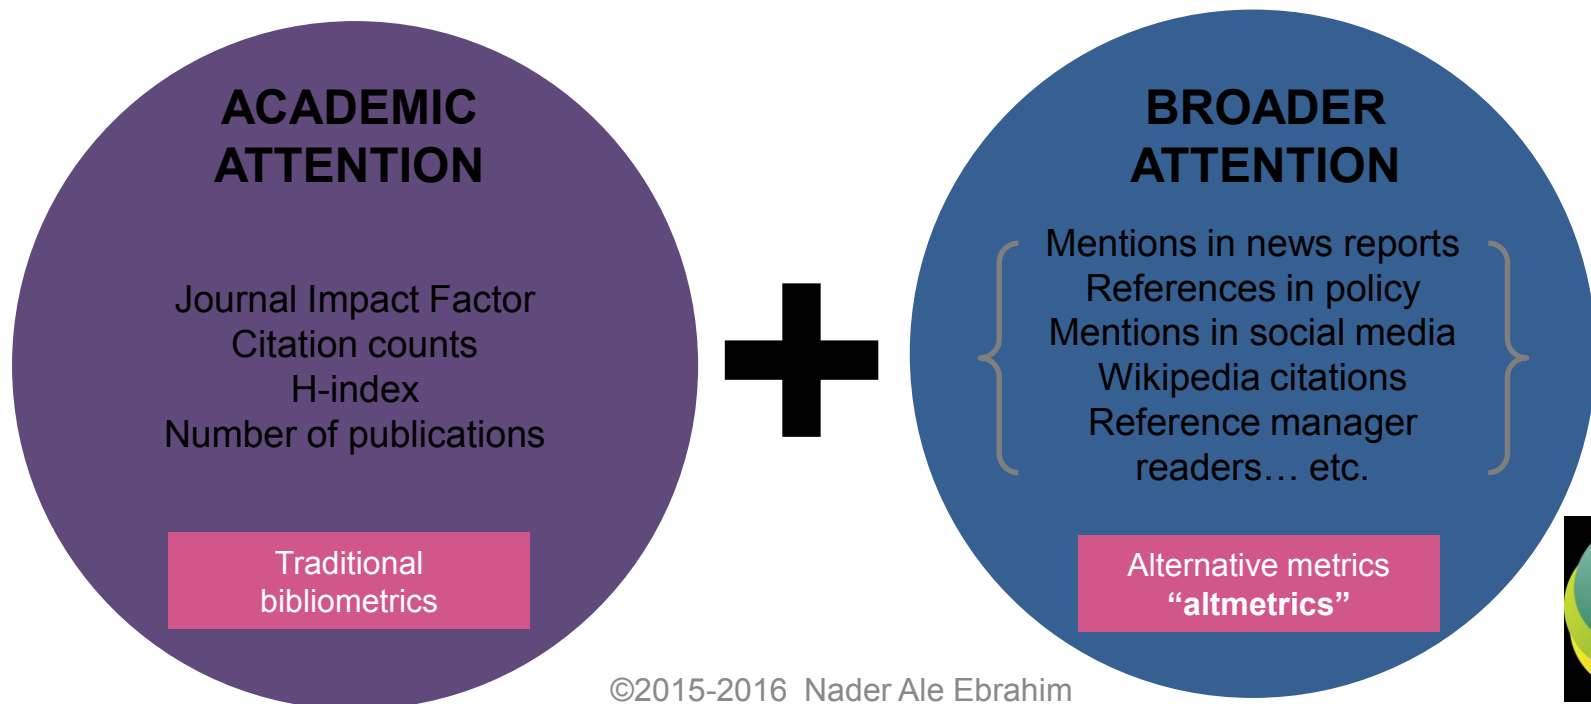 ACADEMIC
ATTENTION
Journal Impact Factor
Citation counts
H-index
Number of publications
Traditional
bibliometrics
BROADER
ATTENTION
Mentions in news reports
References in policy
Mentions in social media
Wikipedia citations
Reference manager
readers… etc.
Alternative metrics
“altmetrics”
©2015-2016 Nader Ale Ebrahim